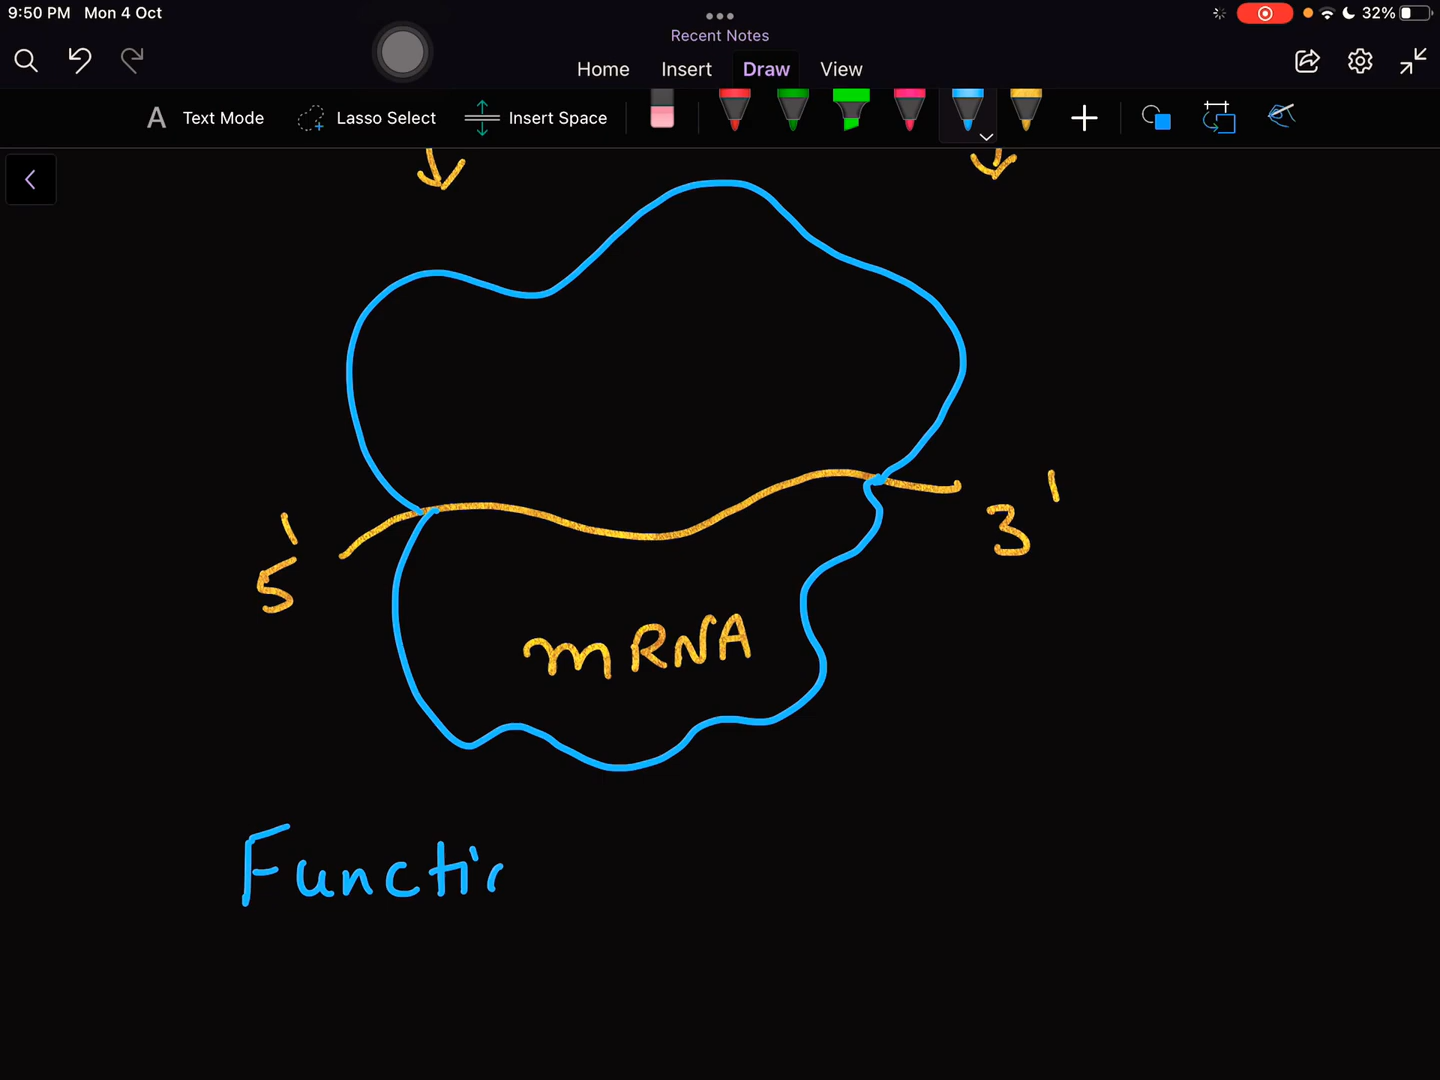 9:50 PM Mon 4 Oct
32%
Recent Notes
Home Insert Draw View
A Text Mode Lasso Select Insert Space
5' 3'
mRNA
Functi